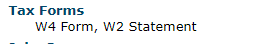 Tax Forms
W4 Form, W2 Statement